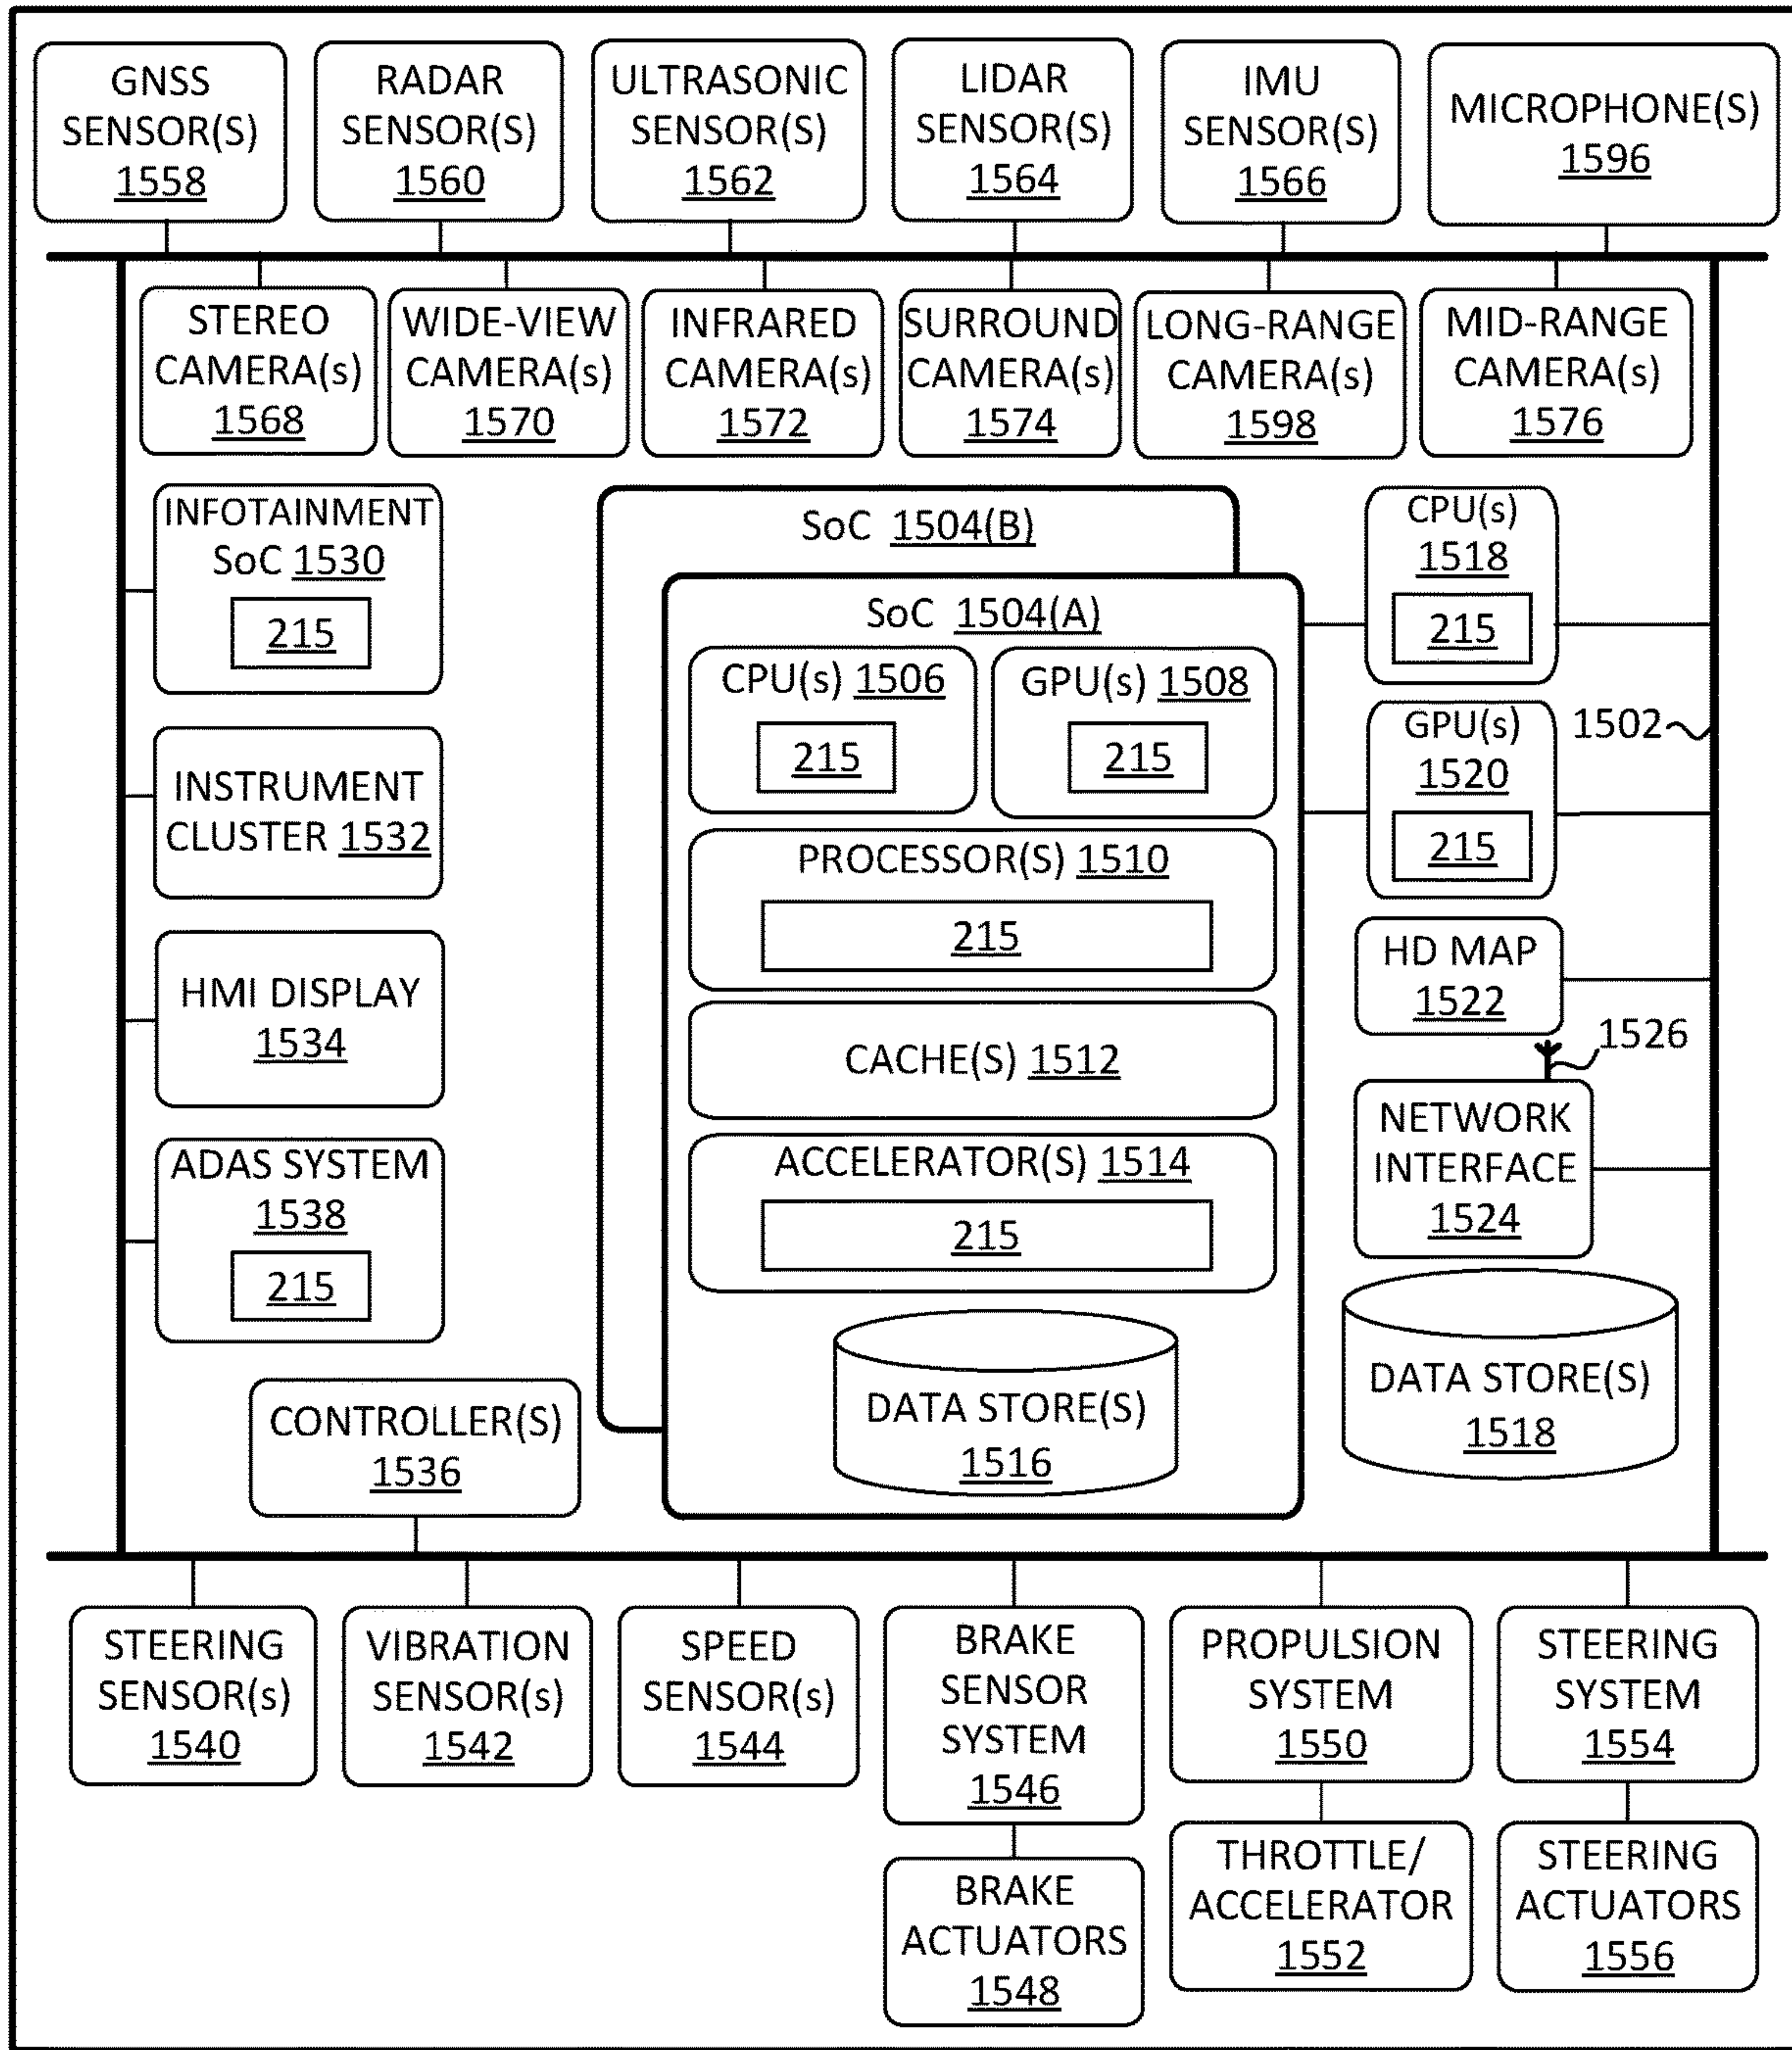 GNSS
SENSOR(S)
1558
RADAR
SENSOR(S)
1560
ULTRASONIC
SENSOR(S)
1562
LIDAR
SENSOR(S)
1564
IMU
SENSOR(S)
1566
MICROPHONE(S)
1596
STEREO
CAMERA(s)
1568
WIDE-VIEW
CAMERA(s)
1570
INFRARED
CAMERA(s)
1572
SURROUND
CAMERA(s)
1574
LONG-RANGE
CAMERA(s)
1598
MID-RANGE
CAMERA(s)
1576
INFOTAINMENT
SoC 1530
215
INSTRUMENT
CLUSTER 1532
HMI DISPLAY
1534
ADAS SYSTEM
1538
215
CONTROLLER(S)
1536
SoC 1504(B)
SoC 1504(A)
CPU(s) 1506
215
GPU(s) 1508
215
PROCESSOR(S) 1510
215
CACHE(S) 1512
ACCELERATOR(S) 1514
215
DATA STORE(S)
1516
CPU(s)
1518
215
GPU(s)
1520
215
1502
HD MAP
1522
1526
NETWORK
INTERFACE
1524
DATA STORE(S)
1518
STEERING
SENSOR(s)
1540
VIBRATION
SENSOR(s)
1542
SPEED
SENSOR(s)
1544
BRAKE
SENSOR
SYSTEM
1546
BRAKE
ACTUATORS
1548
PROPULSION
SYSTEM
1550
THROTTLE/
ACCELERATOR
1552
STEERING
SYSTEM
1554
STEERING
ACTUATORS
1556